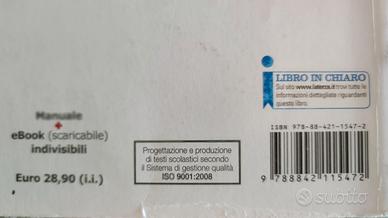 Manuale
+
eBook (scaricabile)
indivisibili
Euro 28,90 (i.i.)
Progettazione e produzione
di testi scolastici secondo
il Sistema di gestione qualità
ISO 9001:2008
i
LIBRO IN CHIARO
Sul sito www.laterza.it trovi tutte le
informazioni dettagliate riguardanti
questo libro.
ISBN 978-88-421-1547-2
9 788842 115472
subito